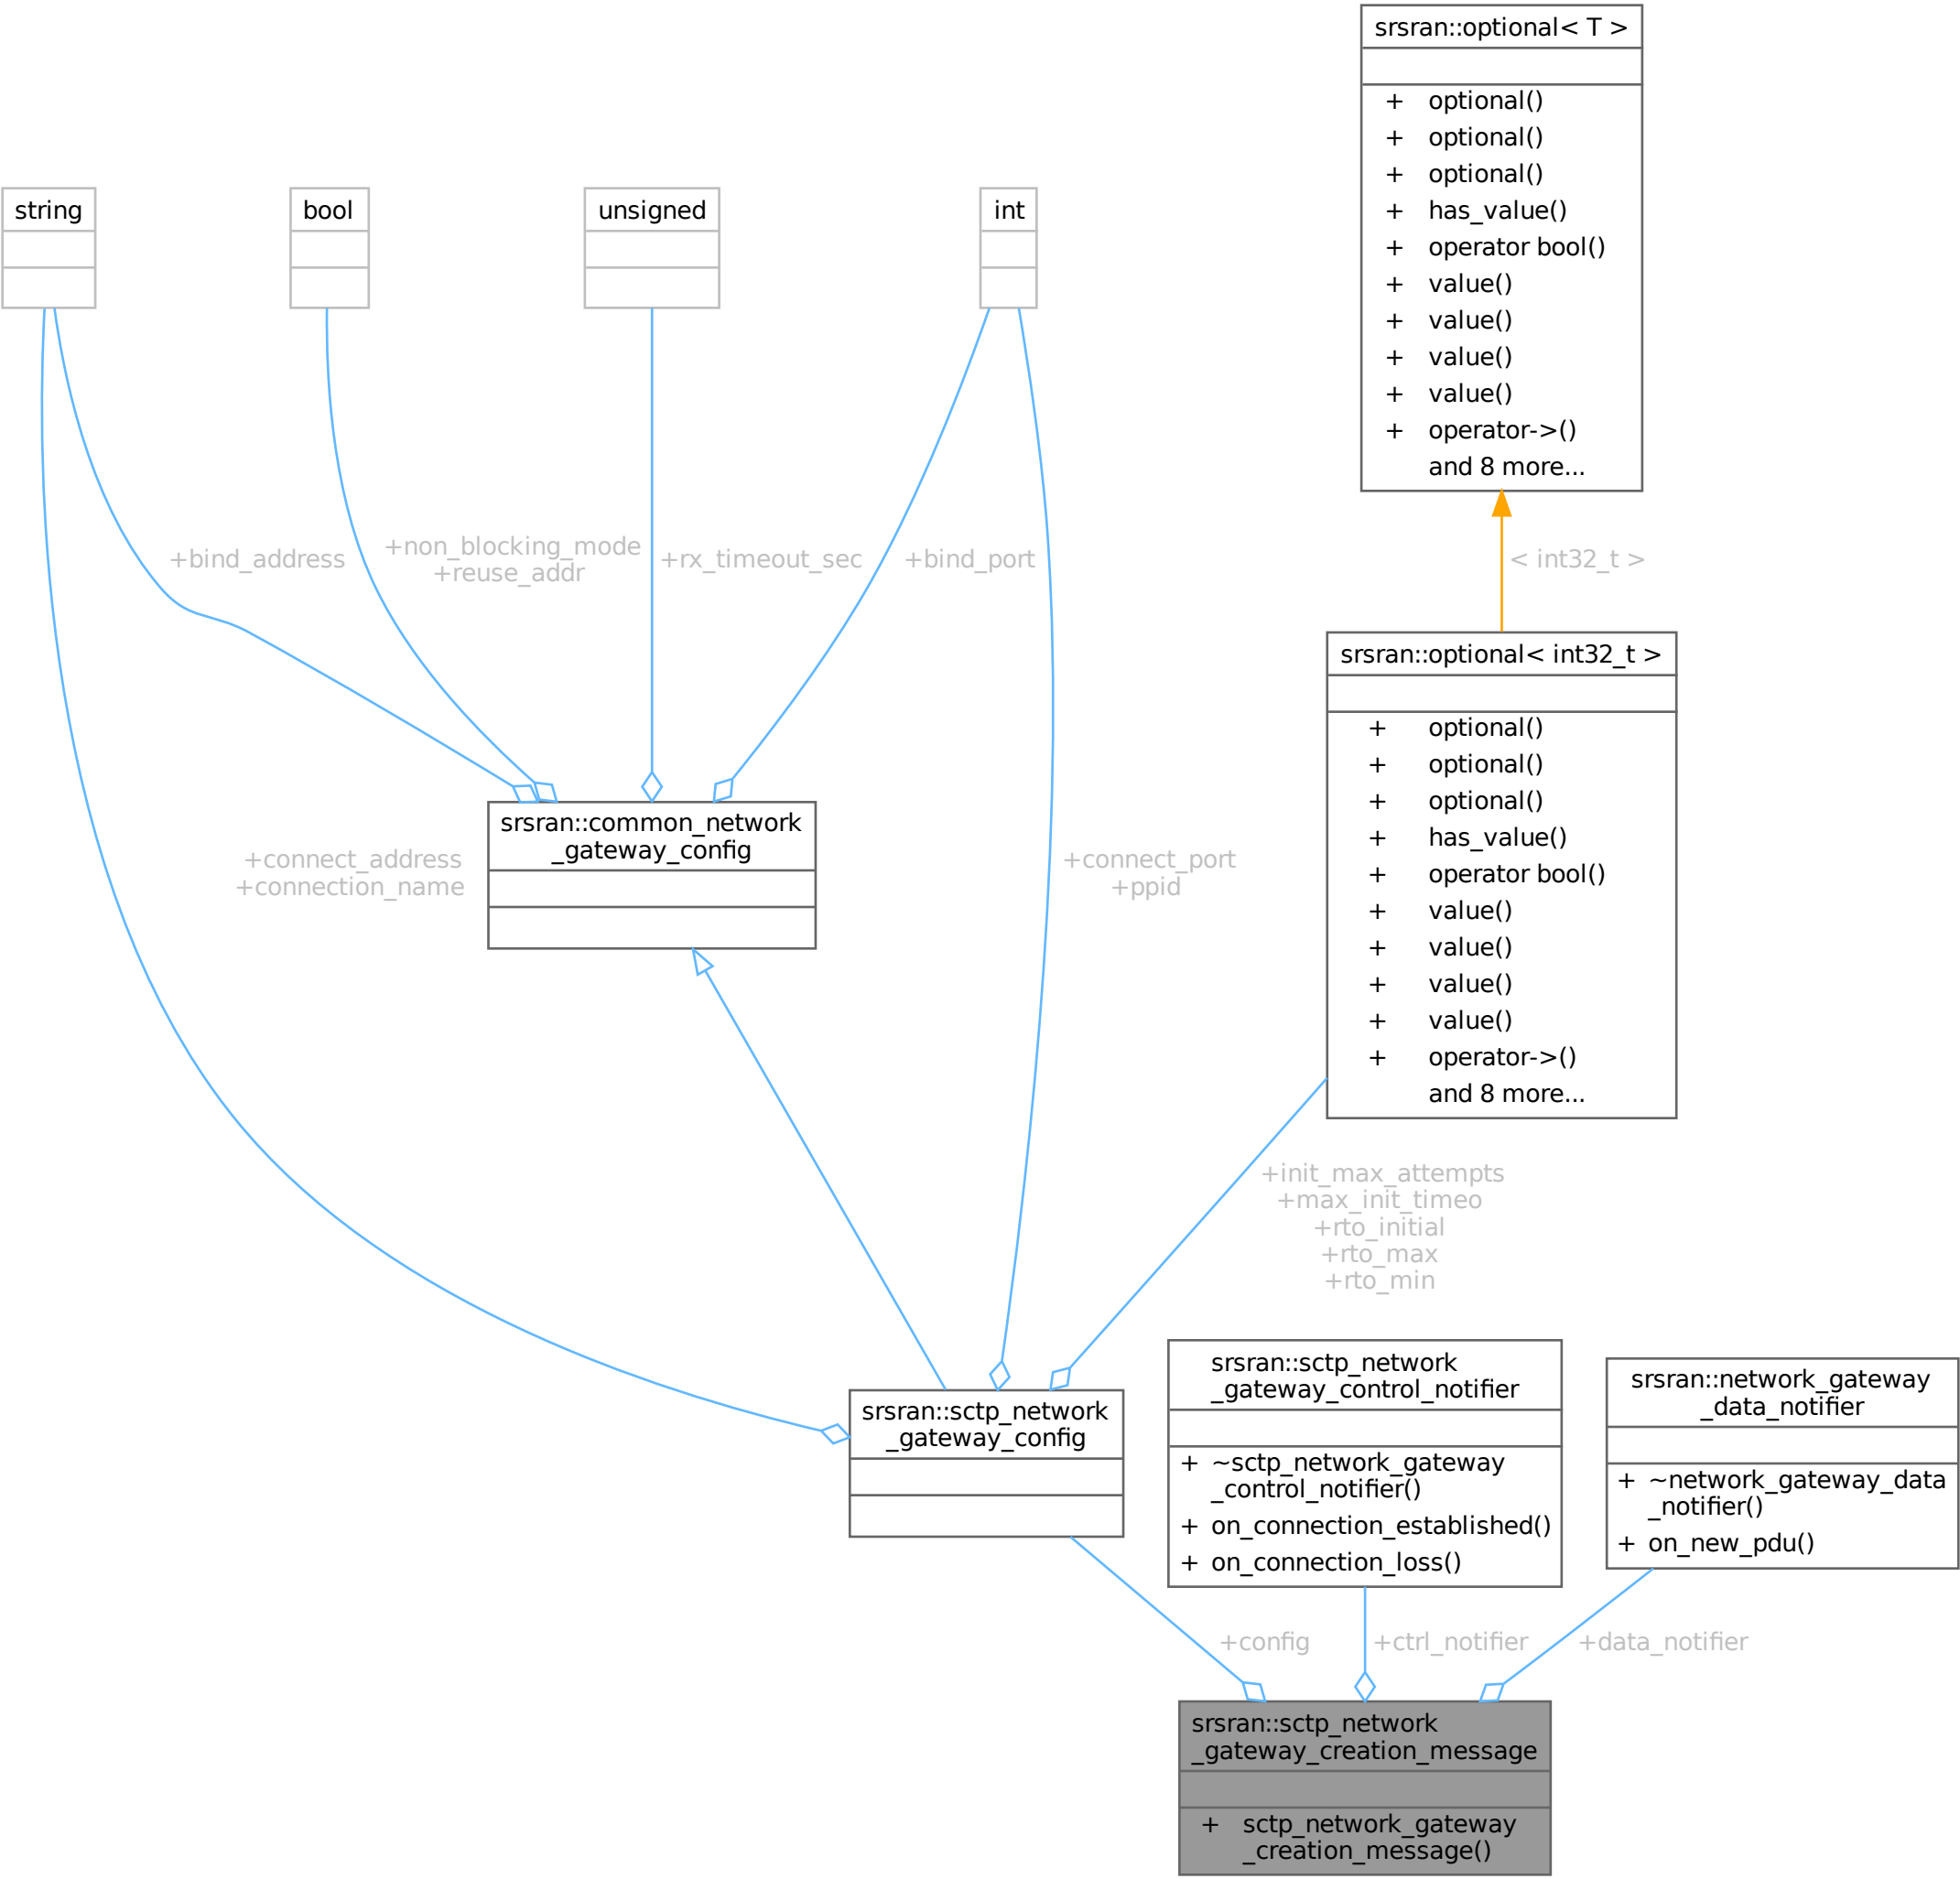 srsran::optional< T >
+ optional()
+ optional()
+ optional()
+ has_value()
+ operator bool()
+ value()
+ value()
+ value()
+ value()
+ operator->()
and 8 more...
string
bool
unsigned
int
+bind_address
+non_blocking_mode
+reuse_addr
+rx_timeout_sec
+bind_port
< int32_t >
srsran::optional< int32_t >
+ optional()
+ optional()
+ optional()
+ has_value()
+ operator bool()
+ value()
+ value()
+ value()
+ value()
+ operator->()
and 8 more...
srsran::common_network
_gateway_config
+connect_address
+connection_name
+connect_port
+ppid
+init_max_attempts
+max_init_timeo
+rto_initial
+rto_max
+rto_min
srsran::sctp_network
_gateway_config
srsran::sctp_network
_gateway_control_notifier
+ ~sctp_network_gateway
_control_notifier()
+ on_connection_established()
+ on_connection_loss()
srsran::network_gateway
_data_notifier
+ ~network_gateway_data
_notifier()
+ on_new_pdu()
+config
+ctrl_notifier
+data_notifier
srsran::sctp_network
_gateway_creation_message
+ sctp_network_gateway
_creation_message()